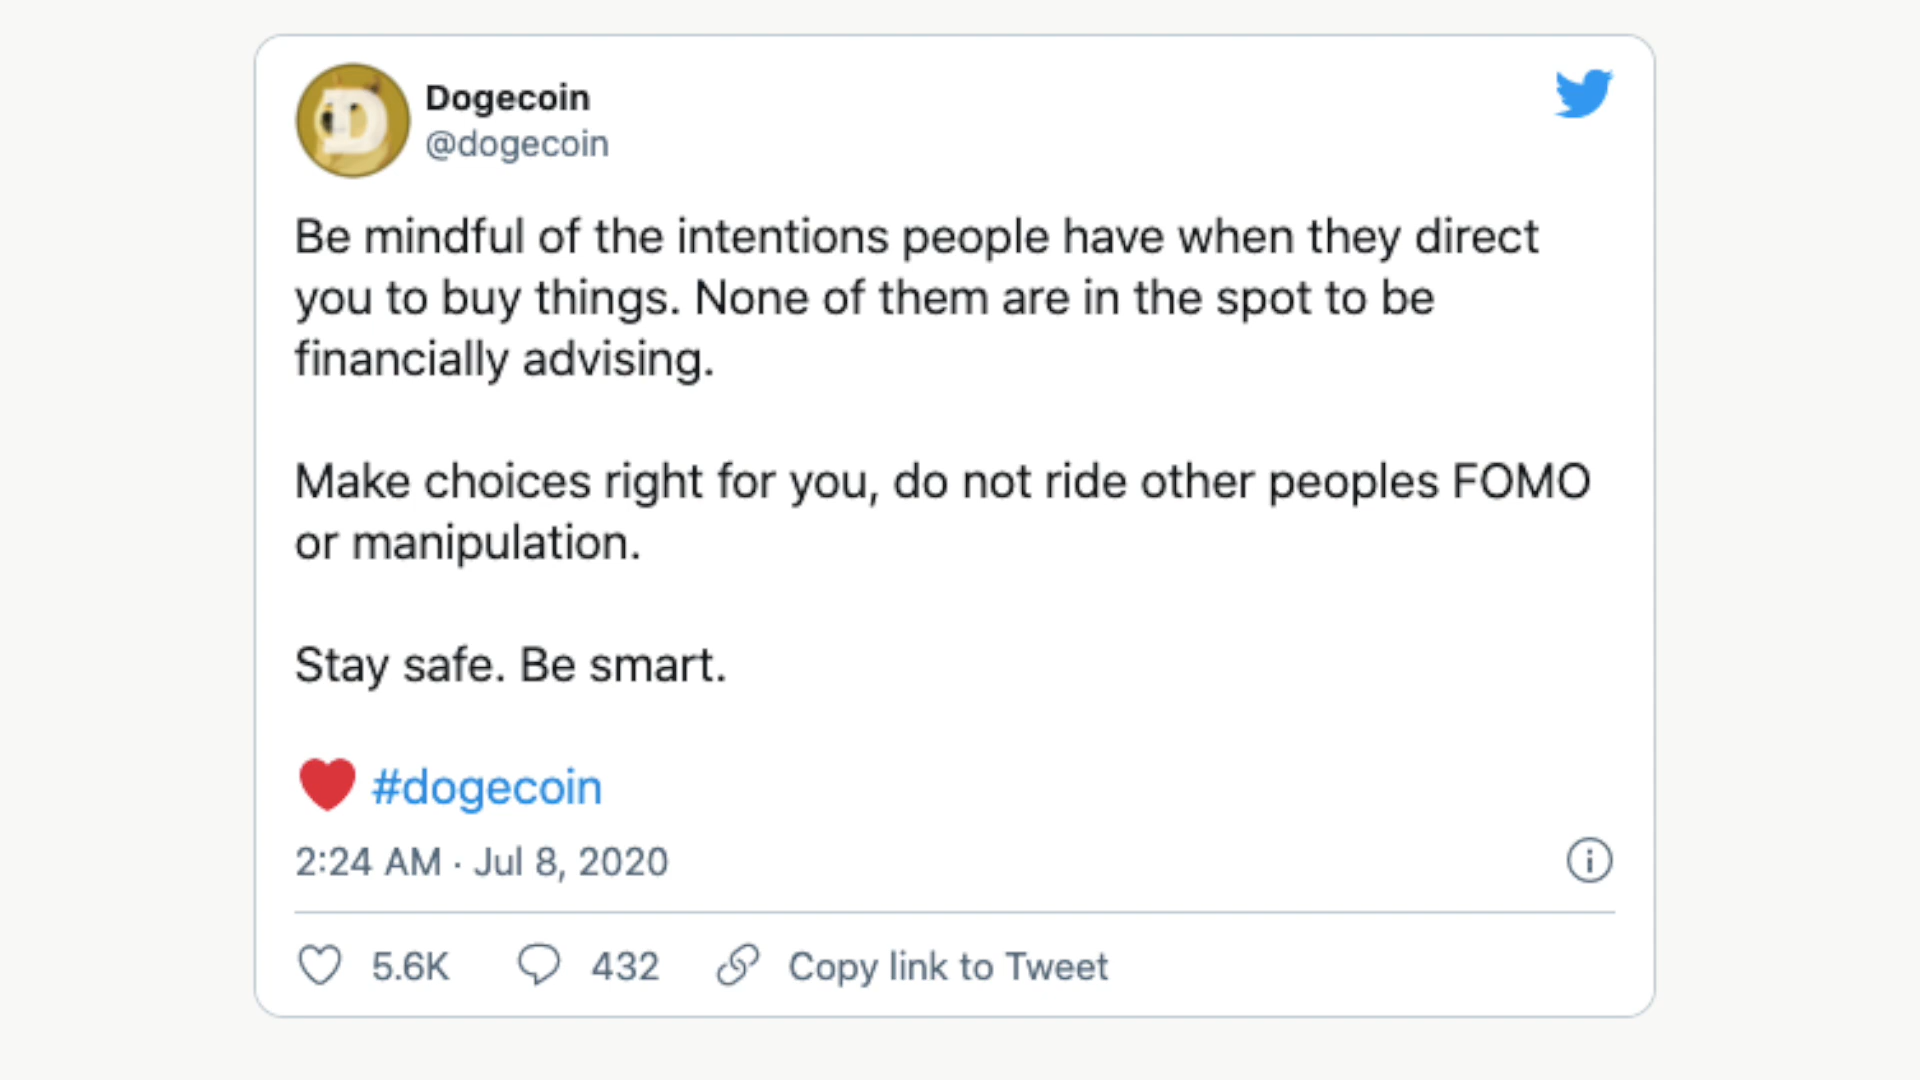 Dogecoin
@dogecoin
Be mindful of the intentions people have when they direct
you to buy things. None of them are in the spot to be
financially advising.
Make choices right for you, do not ride other peoples FOMO
or manipulation.
Stay safe. Be smart.
❤️ #dogecoin
2:24 AM · Jul 8, 2020
5.6K 432 Copy link to Tweet